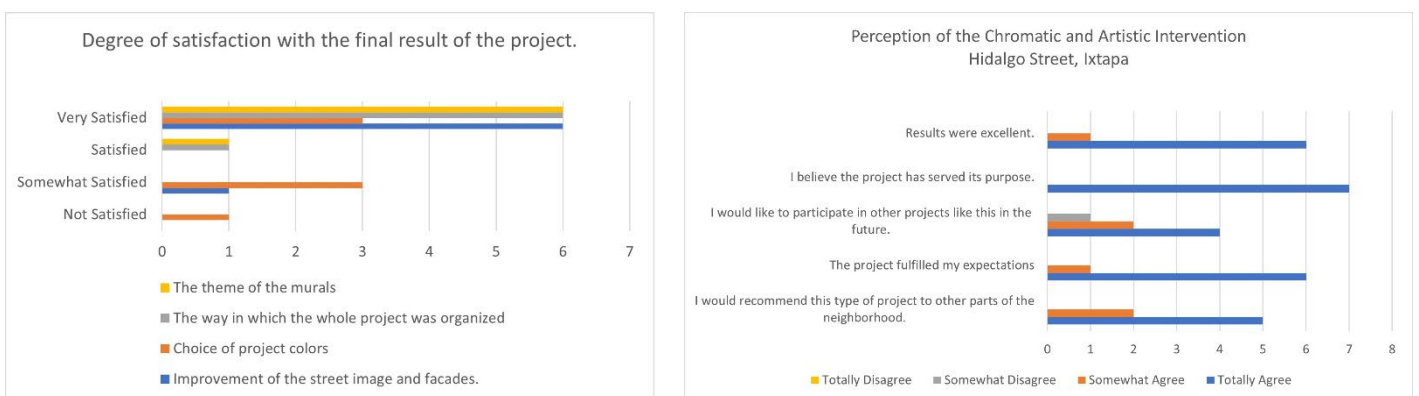 Degree of satisfaction with the final result of the project.
Very Satisfied
Satisfied
Somewhat Satisfied
Not Satisfied
0 1 2 3 4 5 6 7
The theme of the murals
The way in which the whole project was organized
Choice of project colors
Improvement of the street image and facades.
Perception of the Chromatic and Artistic Intervention
Hidalgo Street, Ixtapa
Results were excellent.
I believe the project has served its purpose.
I would like to participate in other projects like this in the
future.
The project fulfilled my expectations
I would recommend this type of project to other parts of the
neighborhood.
0 1 2 3 4 5 6 7 8
Totally Disagree Somewhat Disagree Somewhat Agree Totally Agree